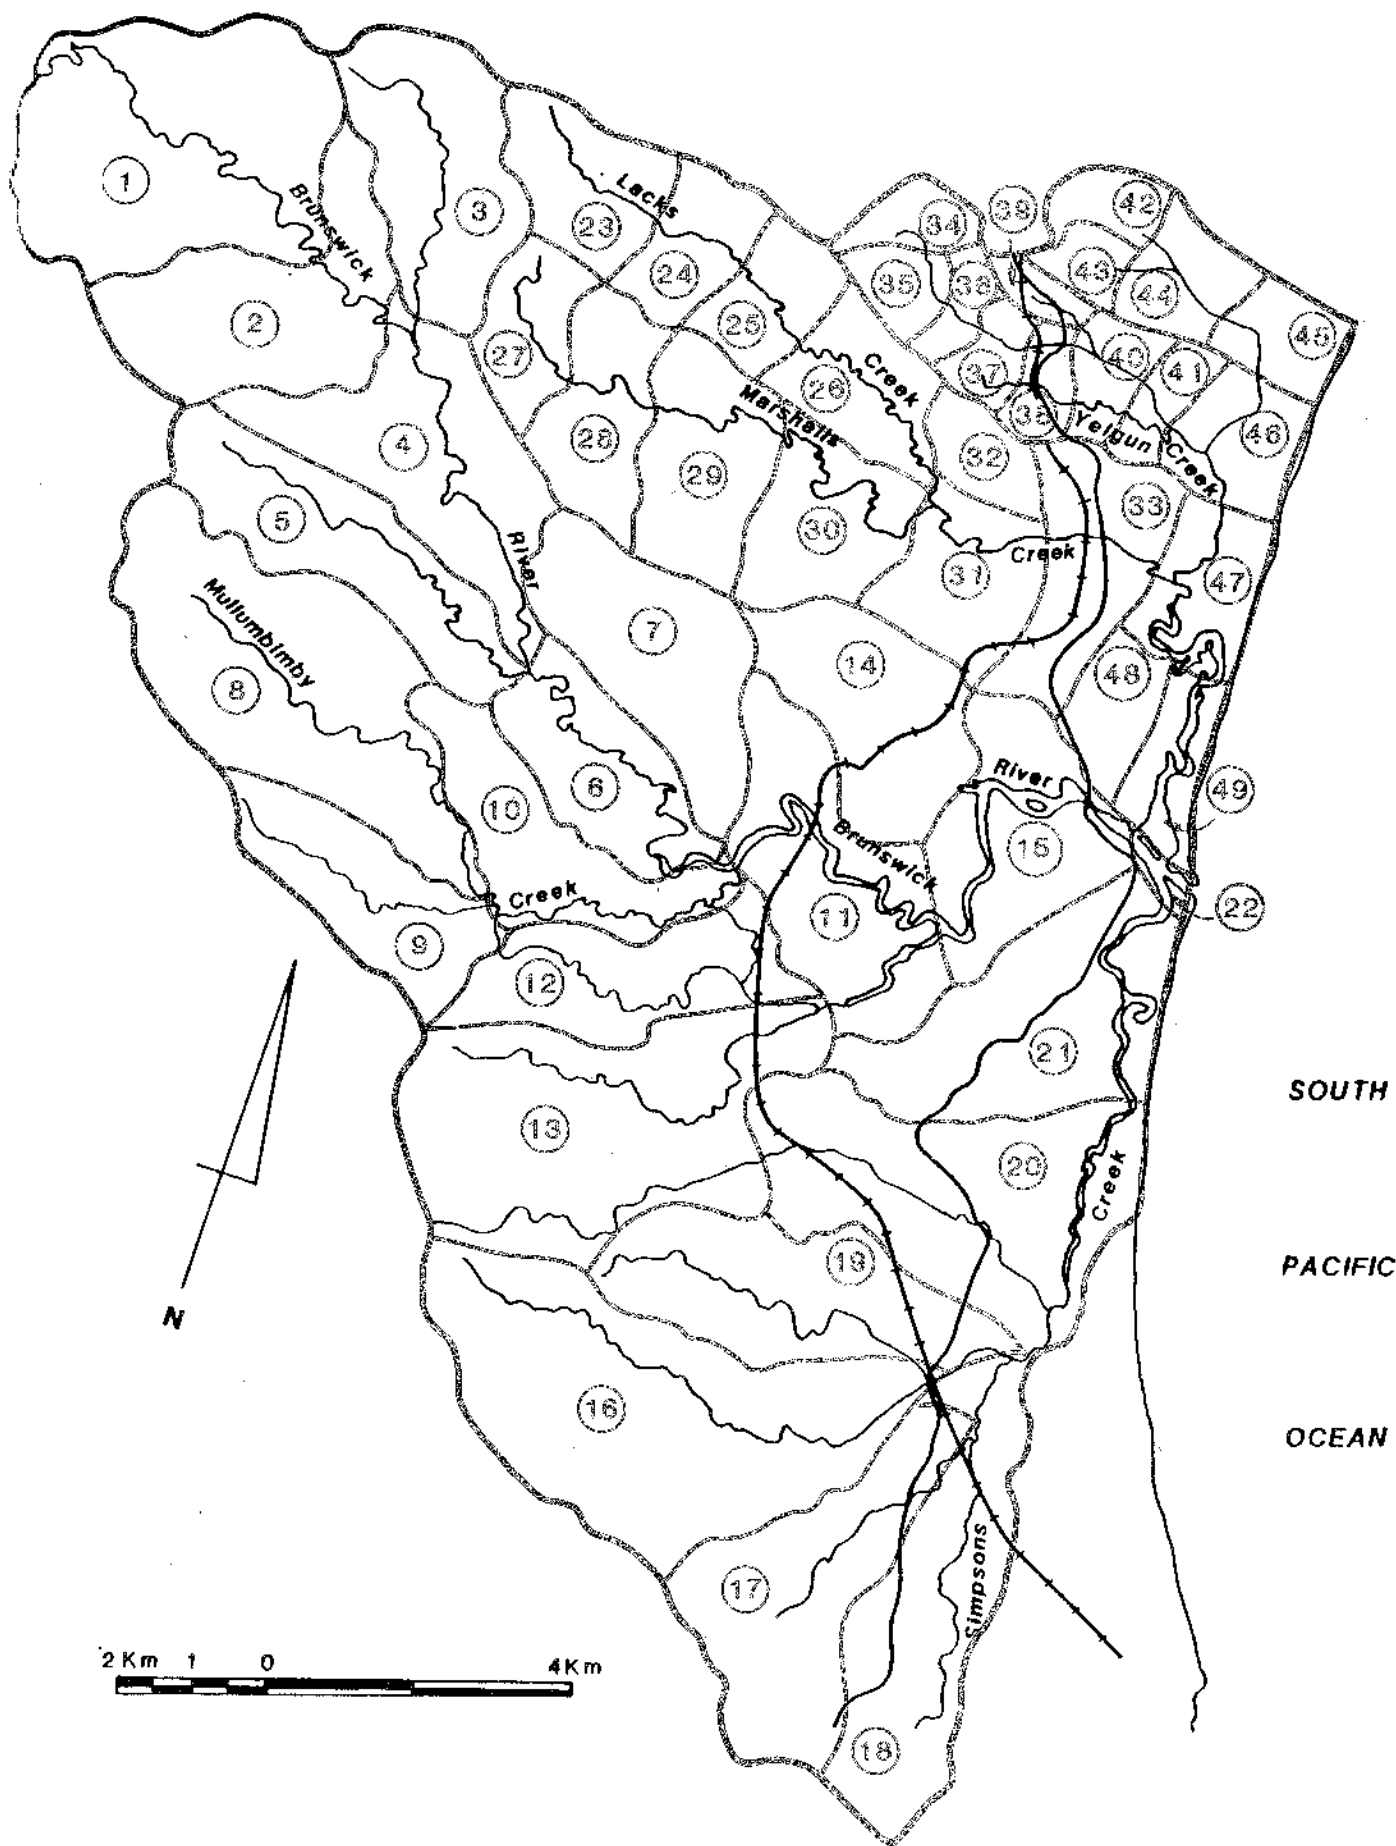 1
Brunswick
3
Lacks
23
34
39
42
2
24
35
38
43
44
45
27
25
37
40
41
26
Creek
36
Yelgun
Creek
46
4
28
29
Marshalls
32
33
5
River
30
31
Creek
47
Mullumbimby
7
14
48
8
6
River
49
10
Brunswick
15
Creek
11
22
9
12
21
SOUTH
13
20
Creek
N
19
PACIFIC
16
OCEAN
17
Simpsons
2 Km 1 0 4 Km
18